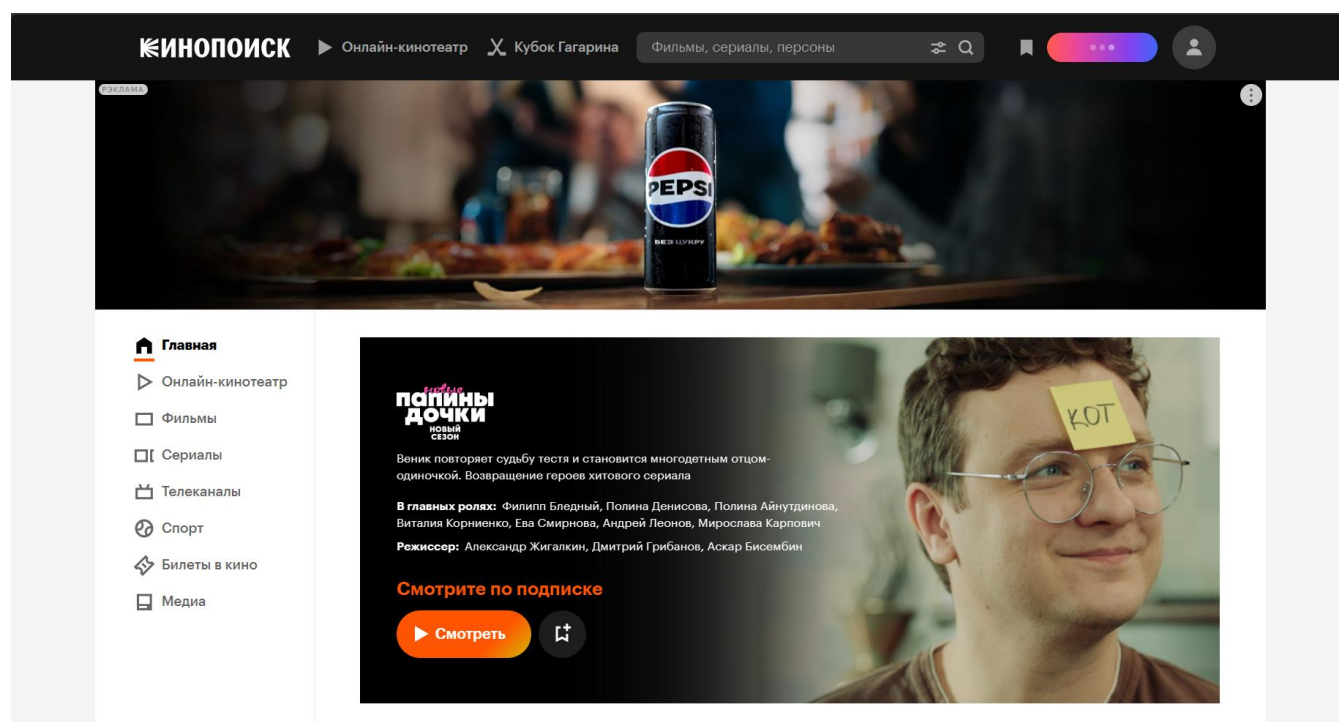 КИНОПОИСК
Онлайн-кинотеатр
Кубок Гагарина
Фильмы, сериалы, персоны
РЭКЛАМА
PEPSI
БЕЗ ЦУКРУ
Главная
Онлайн-кинотеатр
Фильмы
Сериалы
Телеканалы
Спорт
Билеты в кино
Медиа
новые
папины
дочки
новый
сезон
Веник повторяет судьбу тестя и становится многодетным отцом-
одиночкой. Возвращение героев хитового сериала
В главных ролях: Филипп Бледный, Полина Денисова, Полина Айнутдинова,
Виталия Корниенко, Ева Смирнова, Андрей Леонов, Мирослава Карпович
Режиссер: Александр Жигалкин, Дмитрий Грибанов, Аскар Бисембин
Смотрите по подписке
Смотреть
КОТ